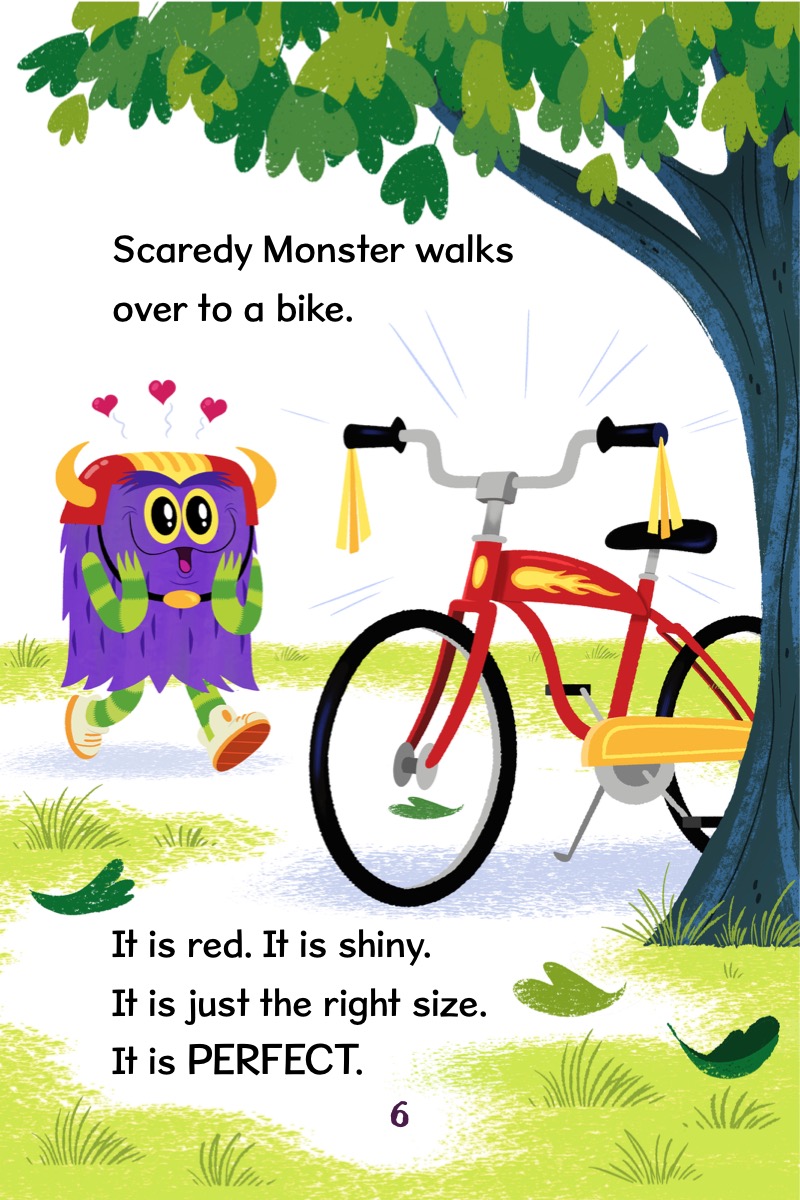 Scaredy Monster walks
over to a bike.
It is red. It is shiny.
It is just the right size.
It is PERFECT.
6